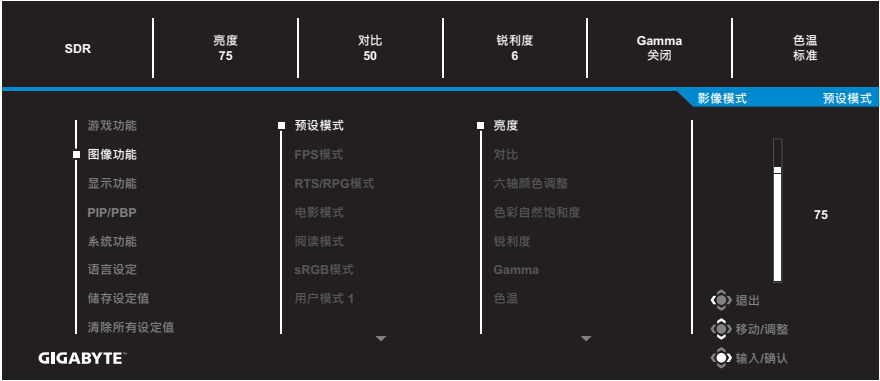 SDR
亮度
75
对比
50
锐利度
6
Gamma
关闭
色温
标准
影像模式 预设模式
游戏功能
图像功能
显示功能
PIP/PBP
系统功能
语言设定
储存设定值
清除所有设定值
预设模式
FPS模式
RTS/RPG模式
电影模式
阅读模式
sRGB模式
用户模式 1
亮度
对比
六轴颜色调整
色彩自然饱和度
锐利度
Gamma
色温
75
退出
移动/调整
输入/确认
GIGABYTE™